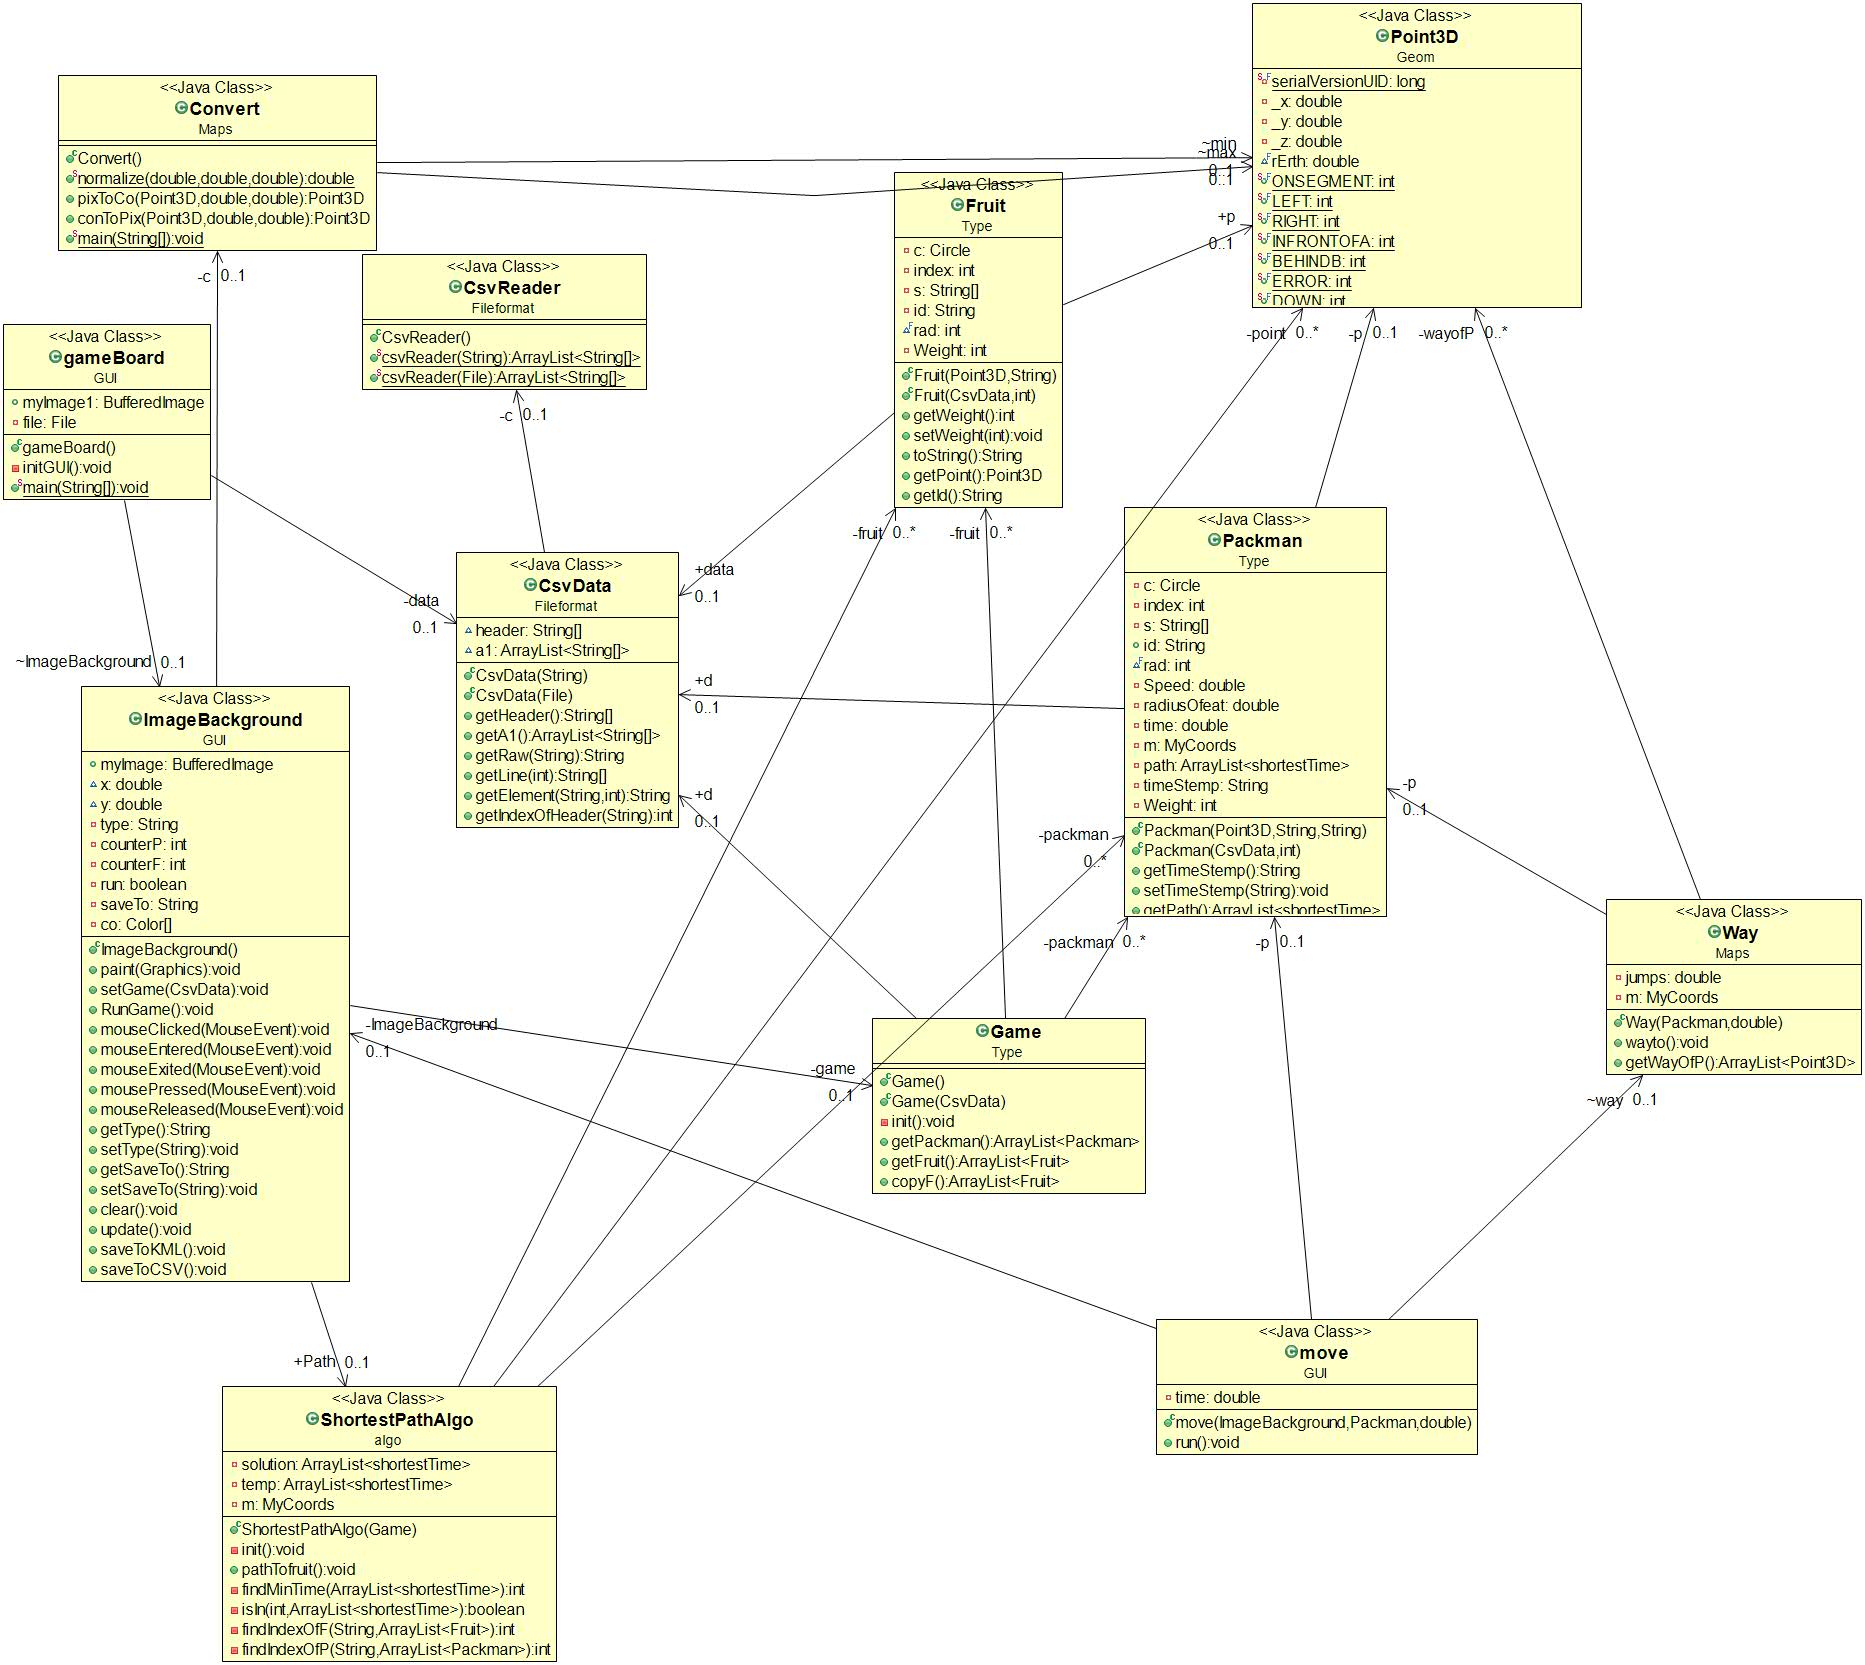 <<Java Class>>
Point3D
Geom
serialVersionUID: long
_x: double
_y: double
_z: double
rErth: double
ONSEGMENT: int
LEFT: int
RIGHT: int
INFRONTOFA: int
BEHINDB: int
ERROR: int
DOWN: int
<<Java Class>>
Convert
Maps
Convert()
normalize(double,double,double):double
pixToCo(Point3D,double,double):Point3D
conToPix(Point3D,double,double):Point3D
main(String[]):void
~min
0..1
~max
0..1
+p
0..1
<<Java Class>>
Fruit
Type
c: Circle
index: int
s: String[]
id: String
rad: int
Weight: int
Fruit(Point3D,String)
Fruit(CsvData,int)
getWeight():int
setWeight(int):void
toString():String
getPoint():Point3D
getId():String
-c 0..1
<<Java Class>>
CsvReader
Fileformat
CsvReader()
csvReader(String):ArrayList<String[]>
csvReader(File):ArrayList<String[]>
<<Java Class>>
gameBoard
GUI
myImage1: BufferedImage
file: File
gameBoard()
initGUI():void
main(String[]):void
-c 0..1
-point 0..*
-p 0..1
-wayofP 0..*
-fruit 0..*
-fruit 0..*
<<Java Class>>
Packman
Type
c: Circle
index: int
s: String[]
id: String
rad: int
Speed: double
radiusOfeat: double
time: double
m: MyCoords
path: ArrayList<shortestTime>
timeStemp: String
Weight: int
Packman(Point3D,String,String)
Packman(CsvData,int)
getTimeStemp():String
setTimeStemp(String):void
getPath():ArrayList<shortestTime>
<<Java Class>>
CsvData
Fileformat
header: String[]
a1: ArrayList<String[]>
CsvData(String)
CsvData(File)
getHeader():String[]
getA1():ArrayList<String[]>
getRaw(String):String
getLine(int):String[]
getElement(String,int):String
getIndexOfHeader(String):int
+data
0..1
-data
0..1
+d
0..1
+d
0..1
~ImageBackground 0..1
<<Java Class>>
ImageBackground
GUI
myImage: BufferedImage
x: double
y: double
type: String
counterP: int
counterF: int
run: boolean
saveTo: String
co: Color[]
ImageBackground()
paint(Graphics):void
setGame(CsvData):void
RunGame():void
mouseClicked(MouseEvent):void
mouseEntered(MouseEvent):void
mouseExited(MouseEvent):void
mousePressed(MouseEvent):void
mouseReleased(MouseEvent):void
getType():String
setType(String):void
getSaveTo():String
setSaveTo(String):void
clear():void
update():void
saveToKML():void
saveToCSV():void
-p
0..1
-packman
0..*
-packman 0..*
-p 0..1
<<Java Class>>
Way
Maps
jumps: double
m: MyCoords
Way(Packman,double)
wayto():void
getWayOfP():ArrayList<Point3D>
-ImageBackground
0..1
-game
0..1
<<Java Class>>
Game
Type
Game()
Game(CsvData)
init():void
getPackman():ArrayList<Packman>
getFruit():ArrayList<Fruit>
copyF():ArrayList<Fruit>
~way 0..1
<<Java Class>>
move
GUI
time: double
move(ImageBackground,Packman,double)
run():void
+Path 0..1
<<Java Class>>
ShortestPathAlgo
algo
solution: ArrayList<shortestTime>
temp: ArrayList<shortestTime>
m: MyCoords
ShortestPathAlgo(Game)
init():void
pathTofruit():void
findMinTime(ArrayList<shortestTime>):int
isIn(int,ArrayList<shortestTime>):boolean
findIndexOfF(String,ArrayList<Fruit>):int
findIndexOfP(String,ArrayList<Packman>):int